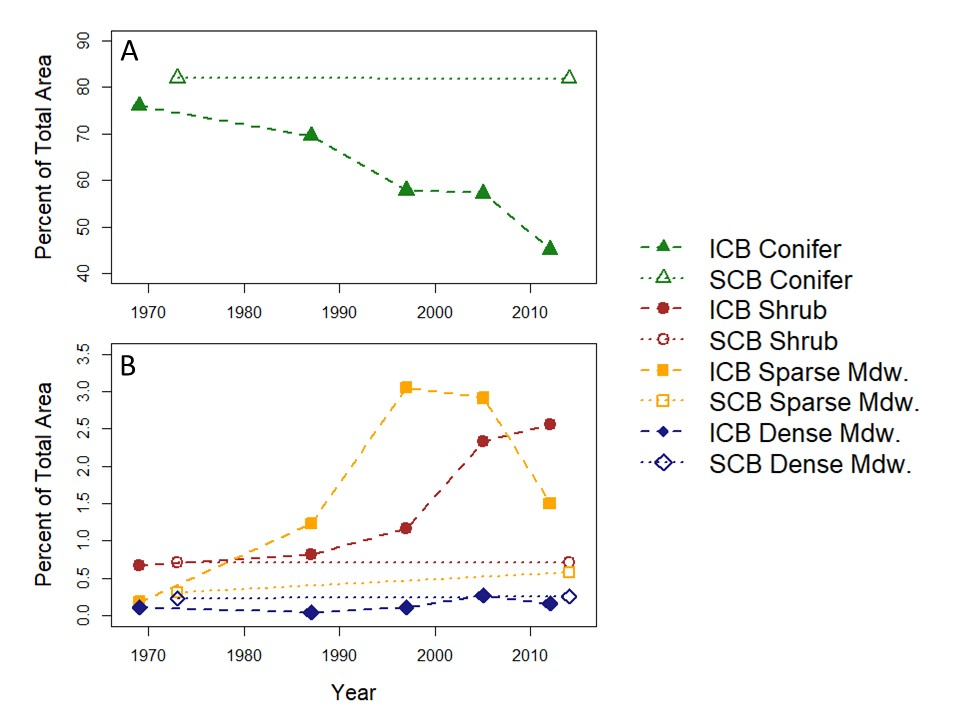 A
Percent of Total Area
90
80
70
60
50
40
1970 1980 1990 2000 2010
B
Percent of Total Area
3.5
3.0
2.5
2.0
1.5
1.0
0.5
0.0
1970 1980 1990 2000 2010
Year
ICB Conifer
SCB Conifer
ICB Shrub
SCB Shrub
ICB Sparse Mdw.
SCB Sparse Mdw.
ICB Dense Mdw.
SCB Dense Mdw.